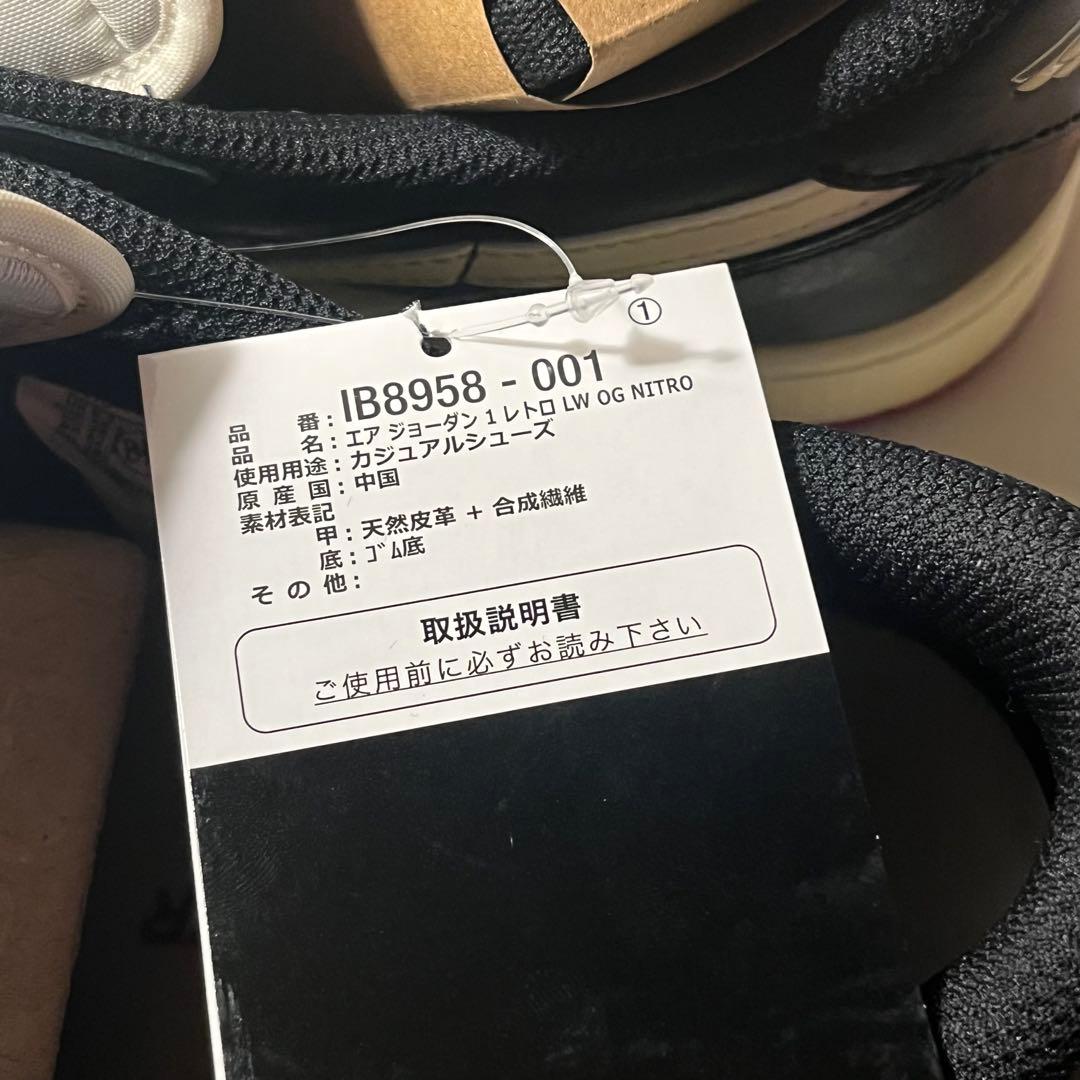 ①
品 番 : IB8958 - 001
品 名 : エア ジョーダン 1 レトロ LW OG NITRO
使用用途 : カジュアルシューズ
原 産 国 : 中国
素材表記
甲 : 天然皮革 + 合成繊維
底 : ゴム底
そ の 他 :
取扱説明書
ご使用前に必ずお読み下さい